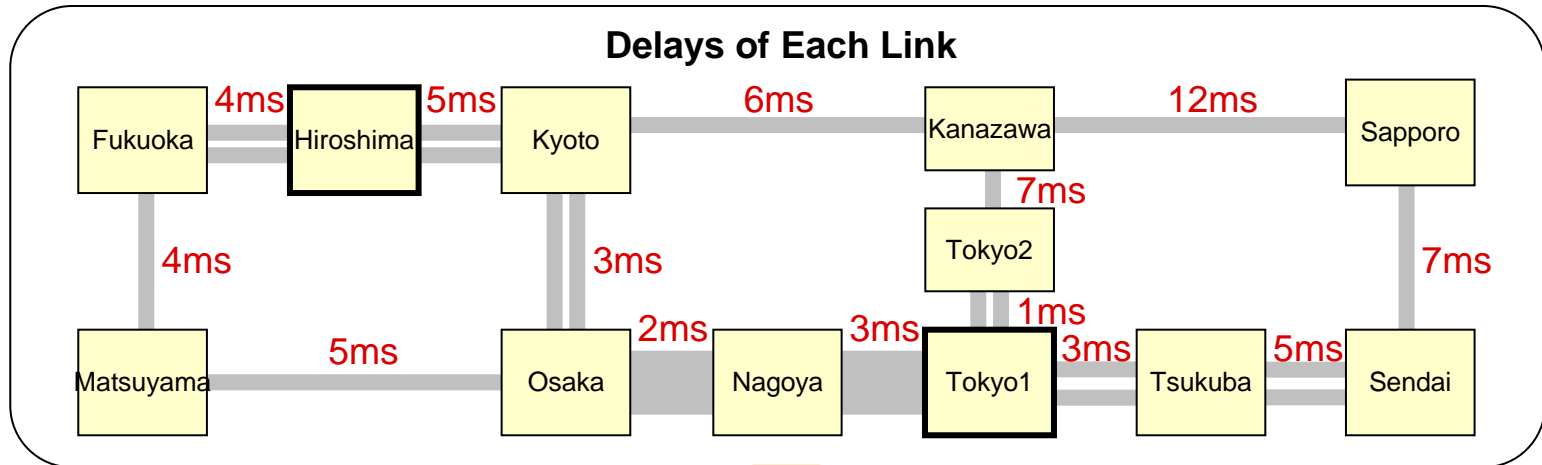 Delays of Each Link
4ms
5ms
6ms
12ms
Fukuoka
Hiroshima
Kyoto
Kanazawa
Sapporo
7ms
Tokyo2
4ms
3ms
7ms
1ms
2ms
3ms
3ms
5ms
5ms
Matsuyama
Osaka
Nagoya
Tokyo1
Tsukuba
Sendai